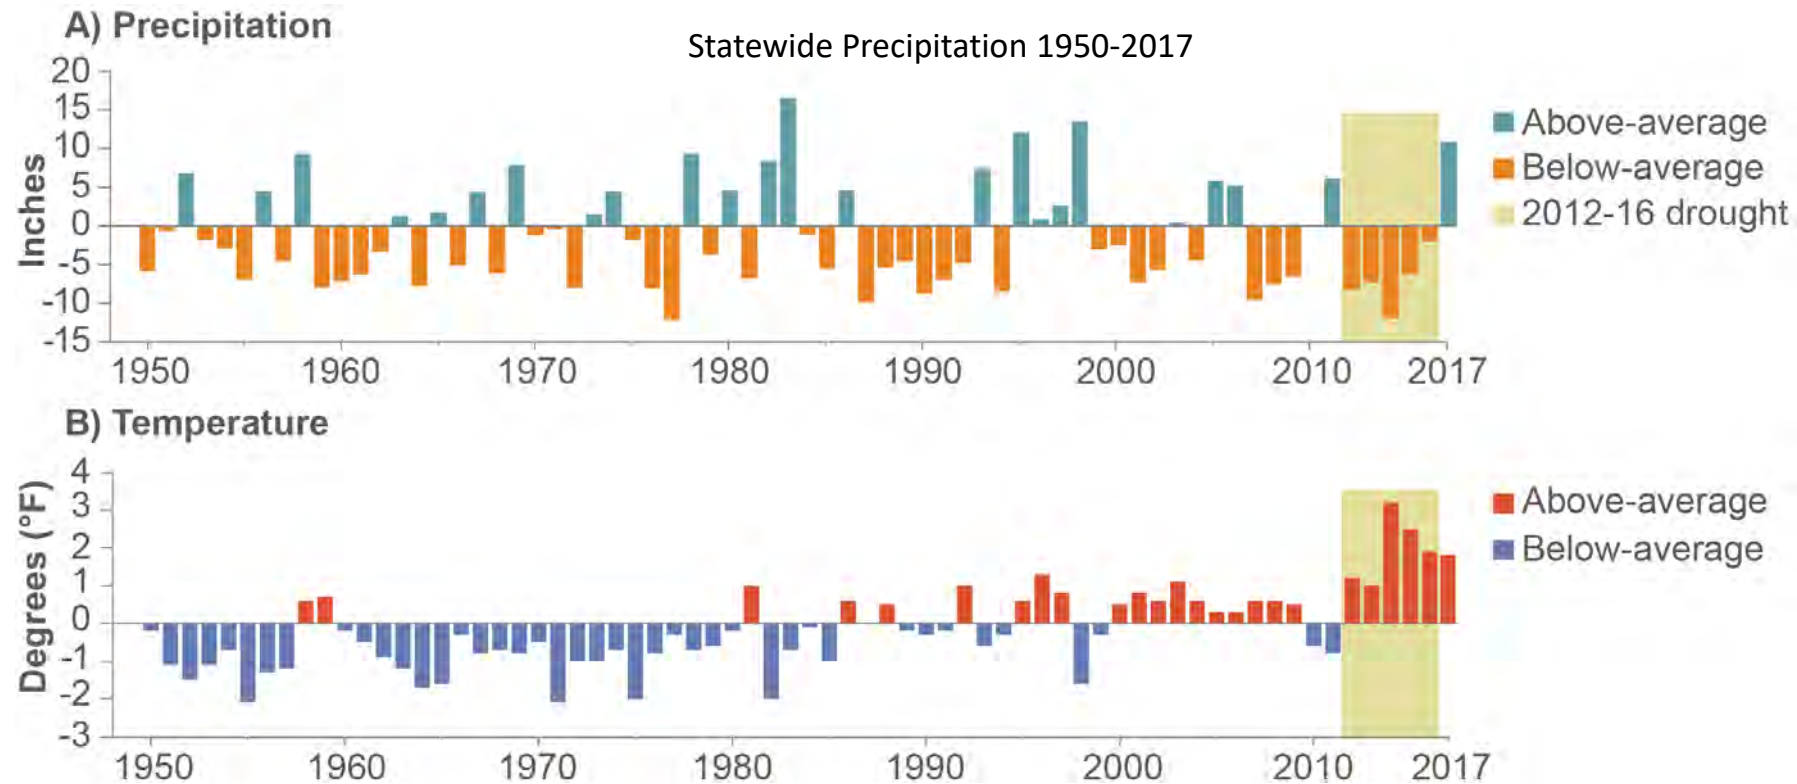 A) Precipitation
Statewide Precipitation 1950-2017
Inches
20
15
10
5
0
-5
-10
-15
1950 1960 1970 1980 1990 2000 2010 2017
Above-average
Below-average
2012-16 drought
B) Temperature
Degrees (°F)
4
3
2
1
0
-1
-2
-3
1950 1960 1970 1980 1990 2000 2010 2017
Above-average
Below-average